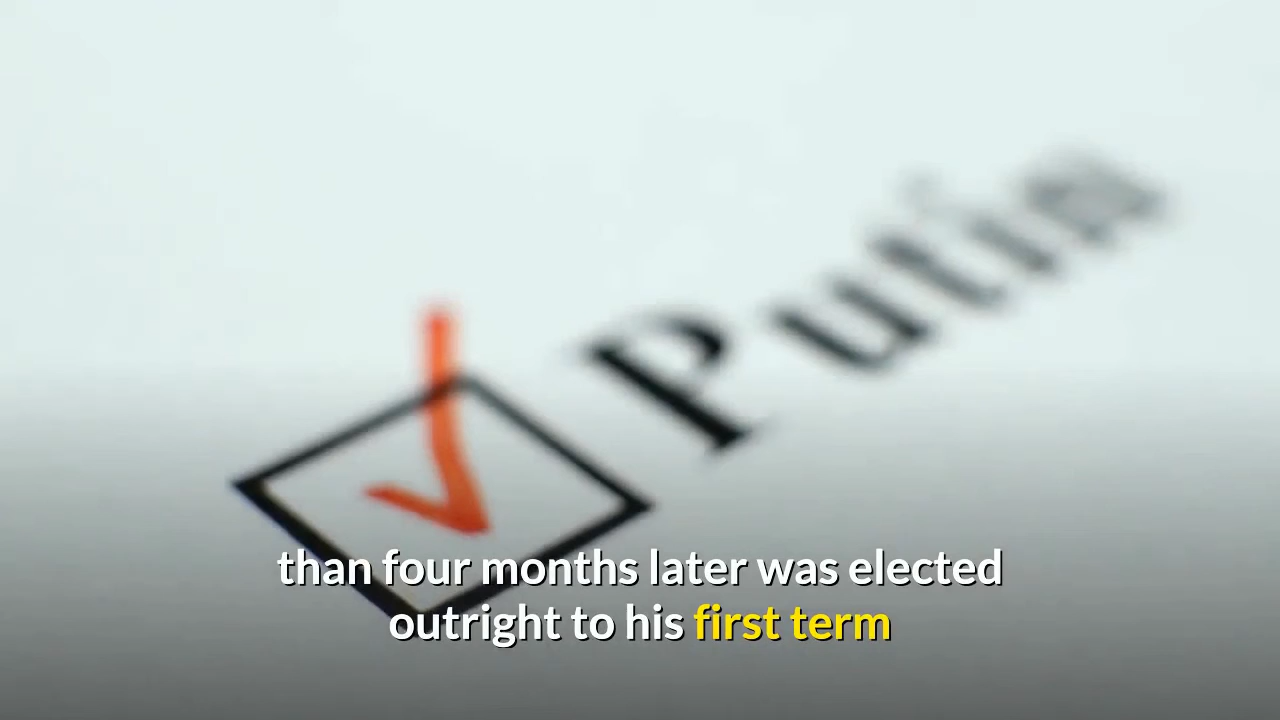 Putin
than four months later was elected
outright to his first term